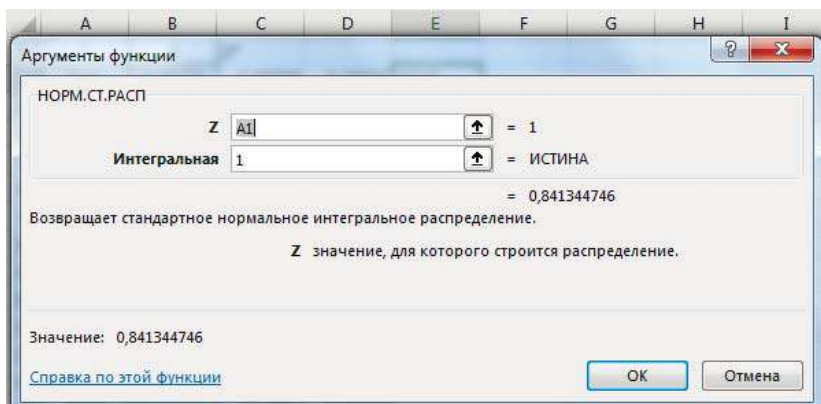 A B C D E F G H I
Аргументы функции
НОРМ.СТ.РАСП
Z A1 = 1
Интегральная 1 = ИСТИНА
= 0,841344746
Возвращает стандартное нормальное интегральное распределение.
Z значение, для которого строится распределение.
Значение: 0,841344746
Справка по этой функции ОК Отмена